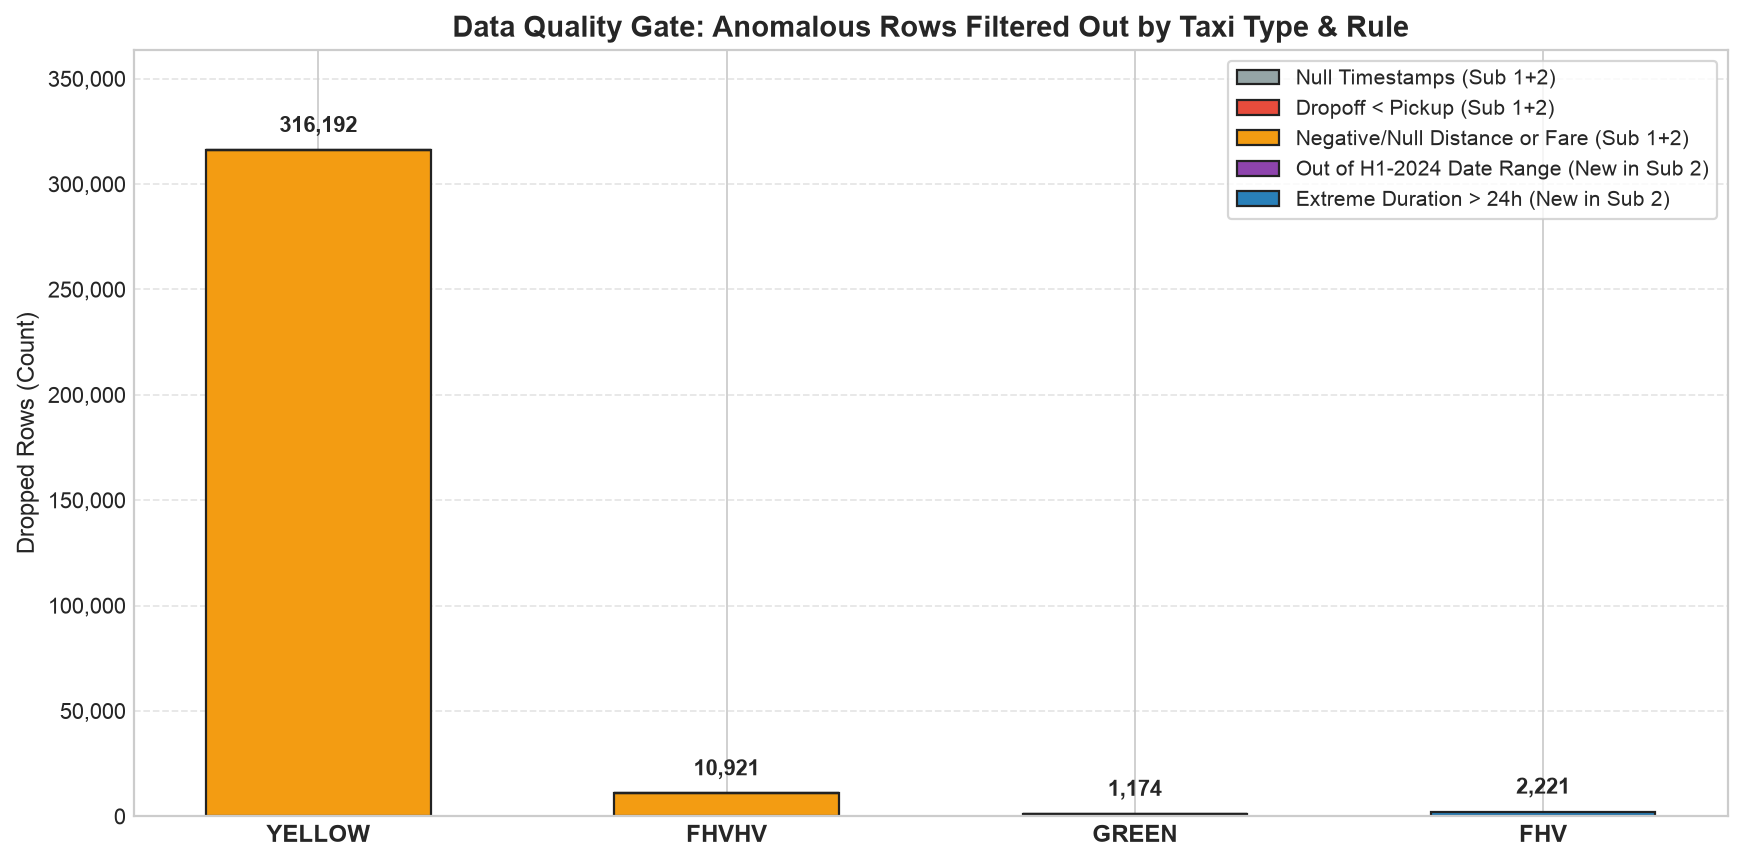 Data Quality Gate: Anomalous Rows Filtered Out by Taxi Type & Rule
Dropped Rows (Count)
350,000
300,000
250,000
200,000
150,000
100,000
50,000
0
Null Timestamps (Sub 1+2)
Dropoff < Pickup (Sub 1+2)
Negative/Null Distance or Fare (Sub 1+2)
Out of H1-2024 Date Range (New in Sub 2)
Extreme Duration > 24h (New in Sub 2)
316,192
10,921
1,174
2,221
YELLOW
FHVHV
GREEN
FHV